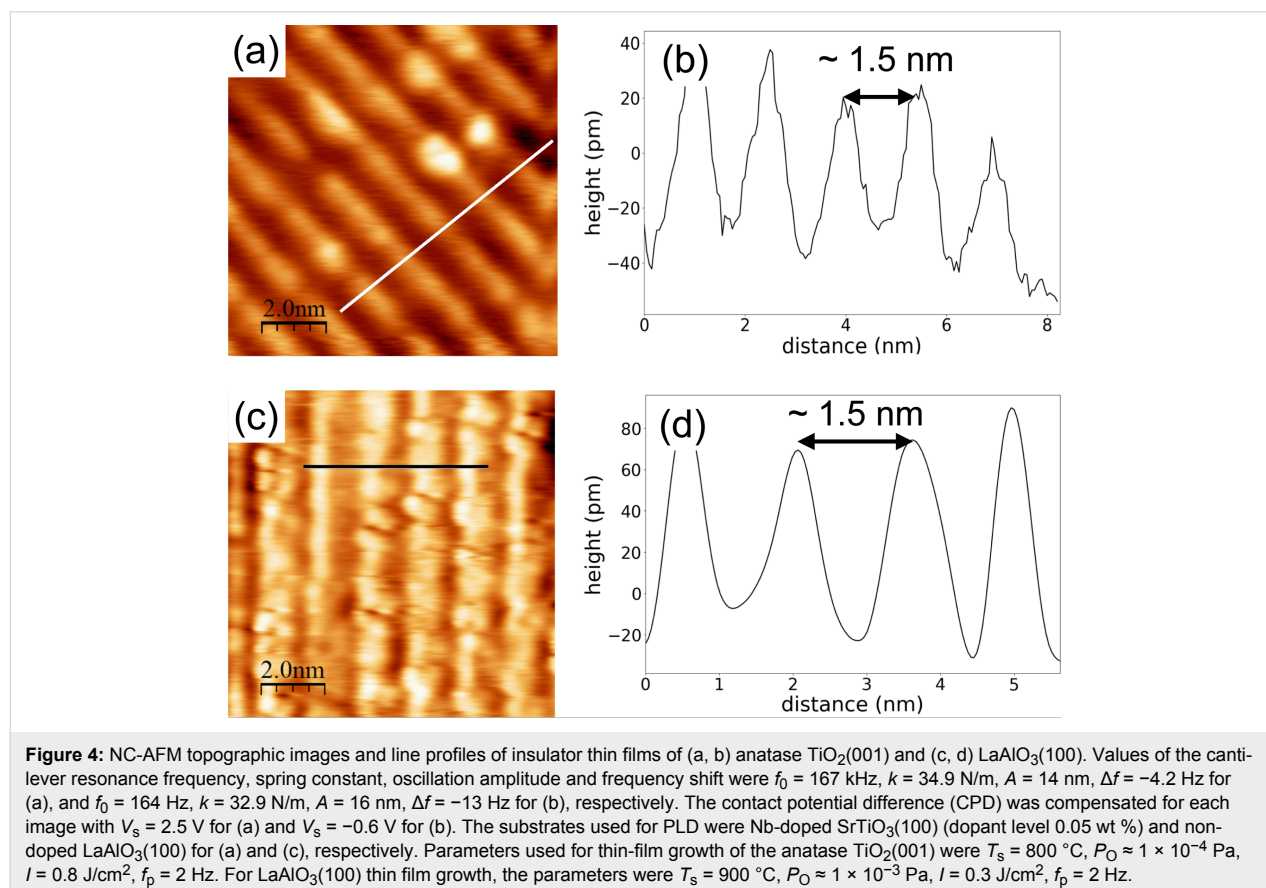 (a)
2.0nm
(b)
~ 1.5 nm
height (pm)
40
20
0
−20
−40
0
2
4
6
8
distance (nm)
(c)
2.0nm
(d)
~ 1.5 nm
height (pm)
80
60
40
20
0
−20
0
1
2
3
4
5
distance (nm)
Figure 4: NC-AFM topographic images and line profiles of insulator thin films of (a, b) anatase TiO2(001) and (c, d) LaAlO3(100). Values of the canti-
lever resonance frequency, spring constant, oscillation amplitude and frequency shift were f0 = 167 kHz, k = 34.9 N/m, A = 14 nm, Δf = −4.2 Hz for
(a), and f0 = 164 Hz, k = 32.9 N/m, A = 16 nm, Δf = −13 Hz for (b), respectively. The contact potential difference (CPD) was compensated for each
image with Vs = 2.5 V for (a) and Vs = −0.6 V for (b). The substrates used for PLD were Nb-doped SrTiO3(100) (dopant level 0.05 wt %) and non-
doped LaAlO3(100) for (a) and (c), respectively. Parameters used for thin-film growth of the anatase TiO2(001) were Ts = 800 °C, PO ≈ 1 × 10−4 Pa,
I = 0.8 J/cm2, fp = 2 Hz. For LaAlO3(100) thin film growth, the parameters were Ts = 900 °C, PO ≈ 1 × 10−3 Pa, I = 0.3 J/cm2, fp = 2 Hz.